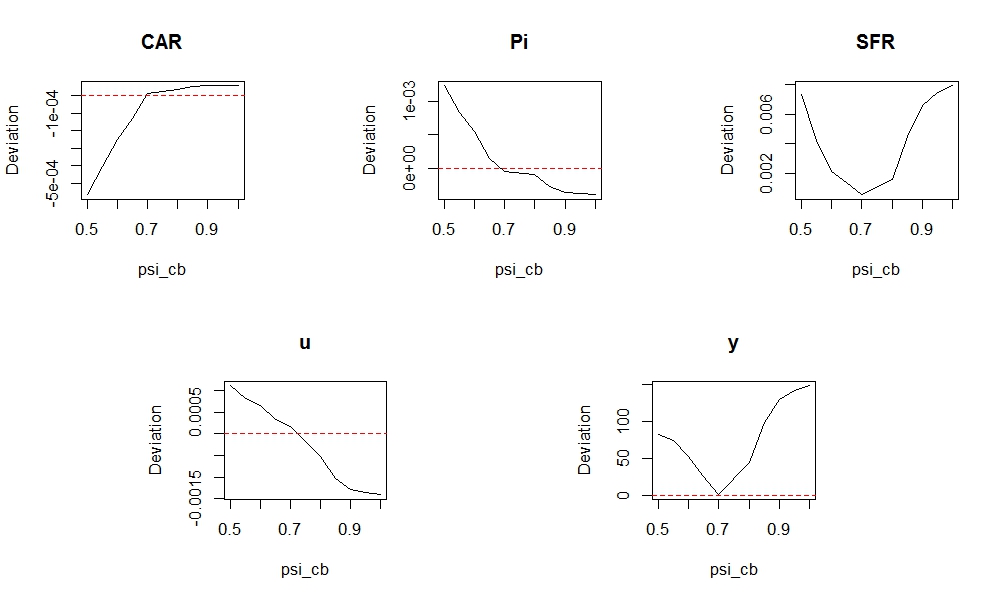 CAR
Deviation
-5e-04 -1e-04
0.5 0.7 0.9
psi_cb
Pi
Deviation
0e+00 1e-03
0.5 0.7 0.9
psi_cb
SFR
Deviation
0.002 0.006
0.5 0.7 0.9
psi_cb
u
Deviation
-0.0015 0.0005
0.5 0.7 0.9
psi_cb
y
Deviation
0 50 100
0.5 0.7 0.9
psi_cb